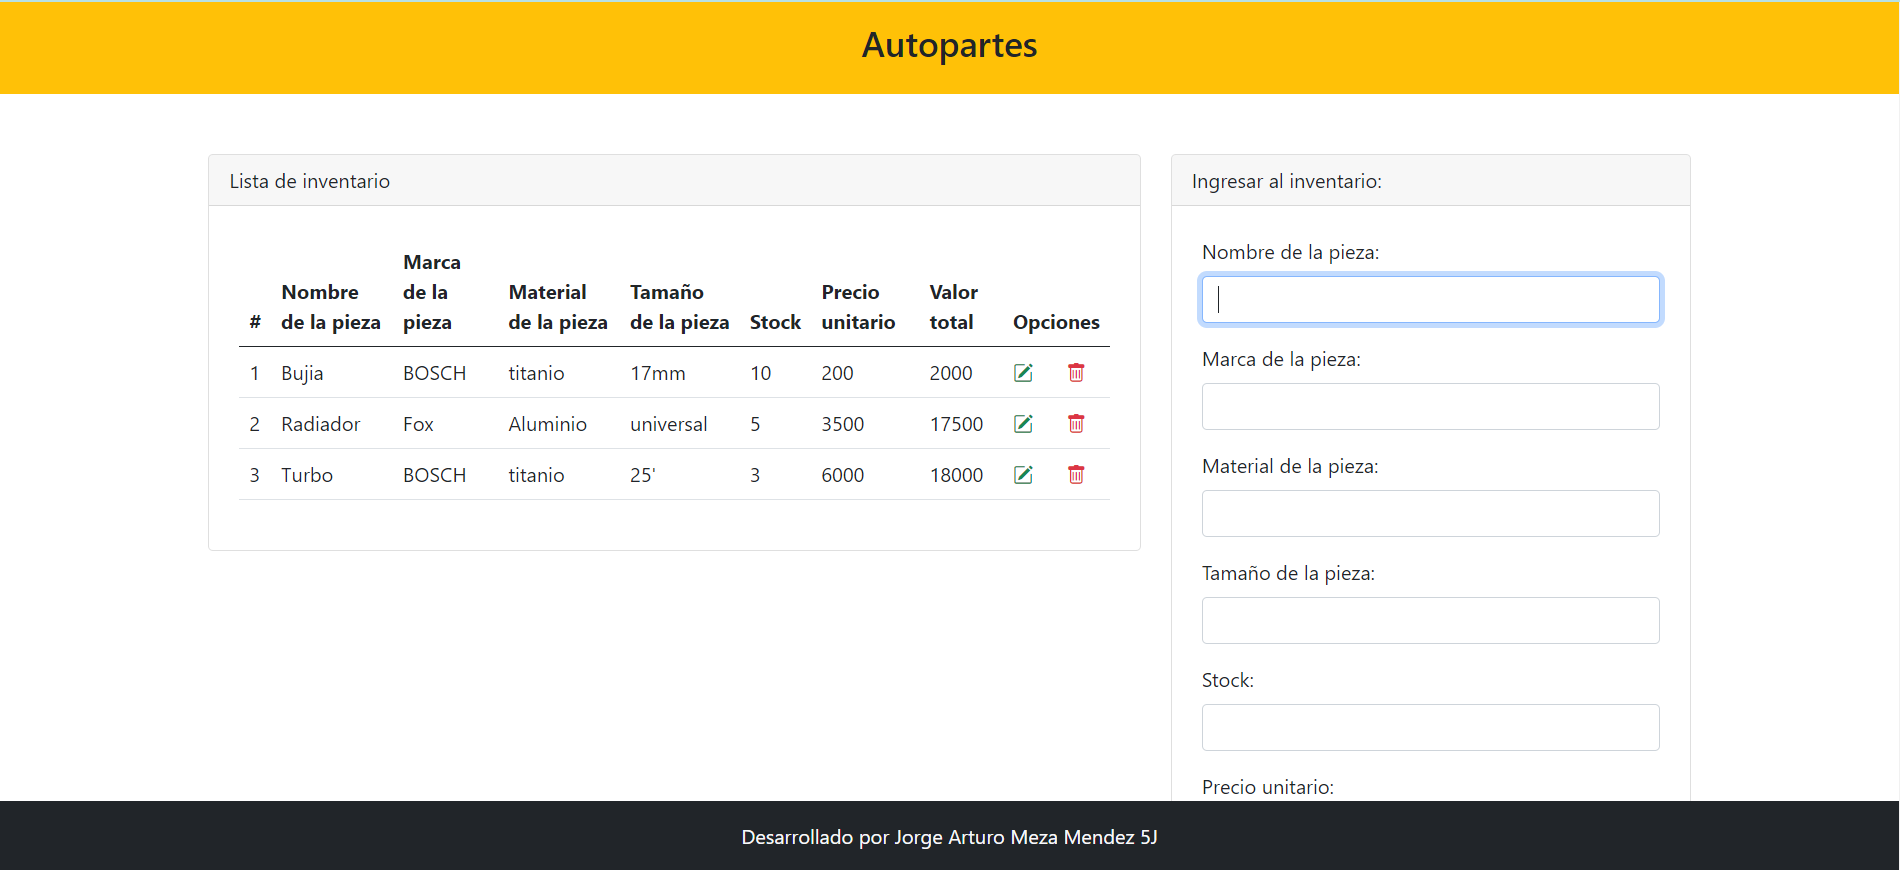 Autopartes
Lista de inventario
# Nombre de la pieza Marca de la pieza Material de la pieza Tamaño de la pieza Stock Precio unitario Valor total Opciones
1 Bujia BOSCH titanio 17mm 10 200 2000
2 Radiador Fox Aluminio universal 5 3500 17500
3 Turbo BOSCH titanio 25' 3 6000 18000
Ingresar al inventario:
Nombre de la pieza:
Marca de la pieza:
Material de la pieza:
Tamaño de la pieza:
Stock:
Precio unitario:
Desarrollado por Jorge Arturo Meza Mendez 5J